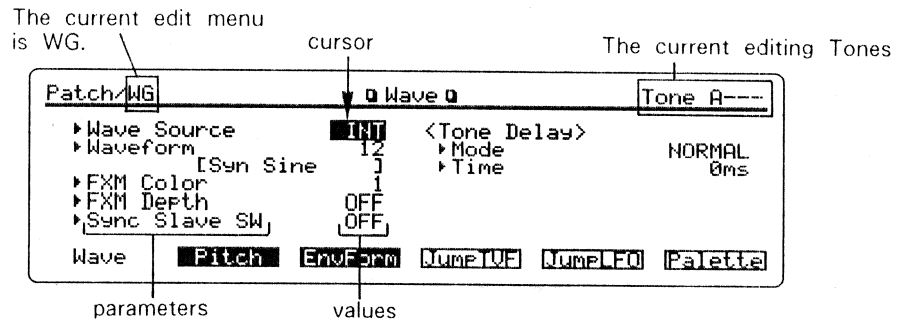 The current edit menu
is WG.
cursor
The current editing Tones
Patch/WG
Wave
Tone A---
Wave Source INT
Waveform 12
[Syn Sine ]
FXM Color 1
FXM Depth OFF
Sync Slave SW OFF
<Tone Delay>
Mode NORMAL
Time 0ms
Wave Pitch EnvForm JumpTVF JumpLFO Palette
parameters
values